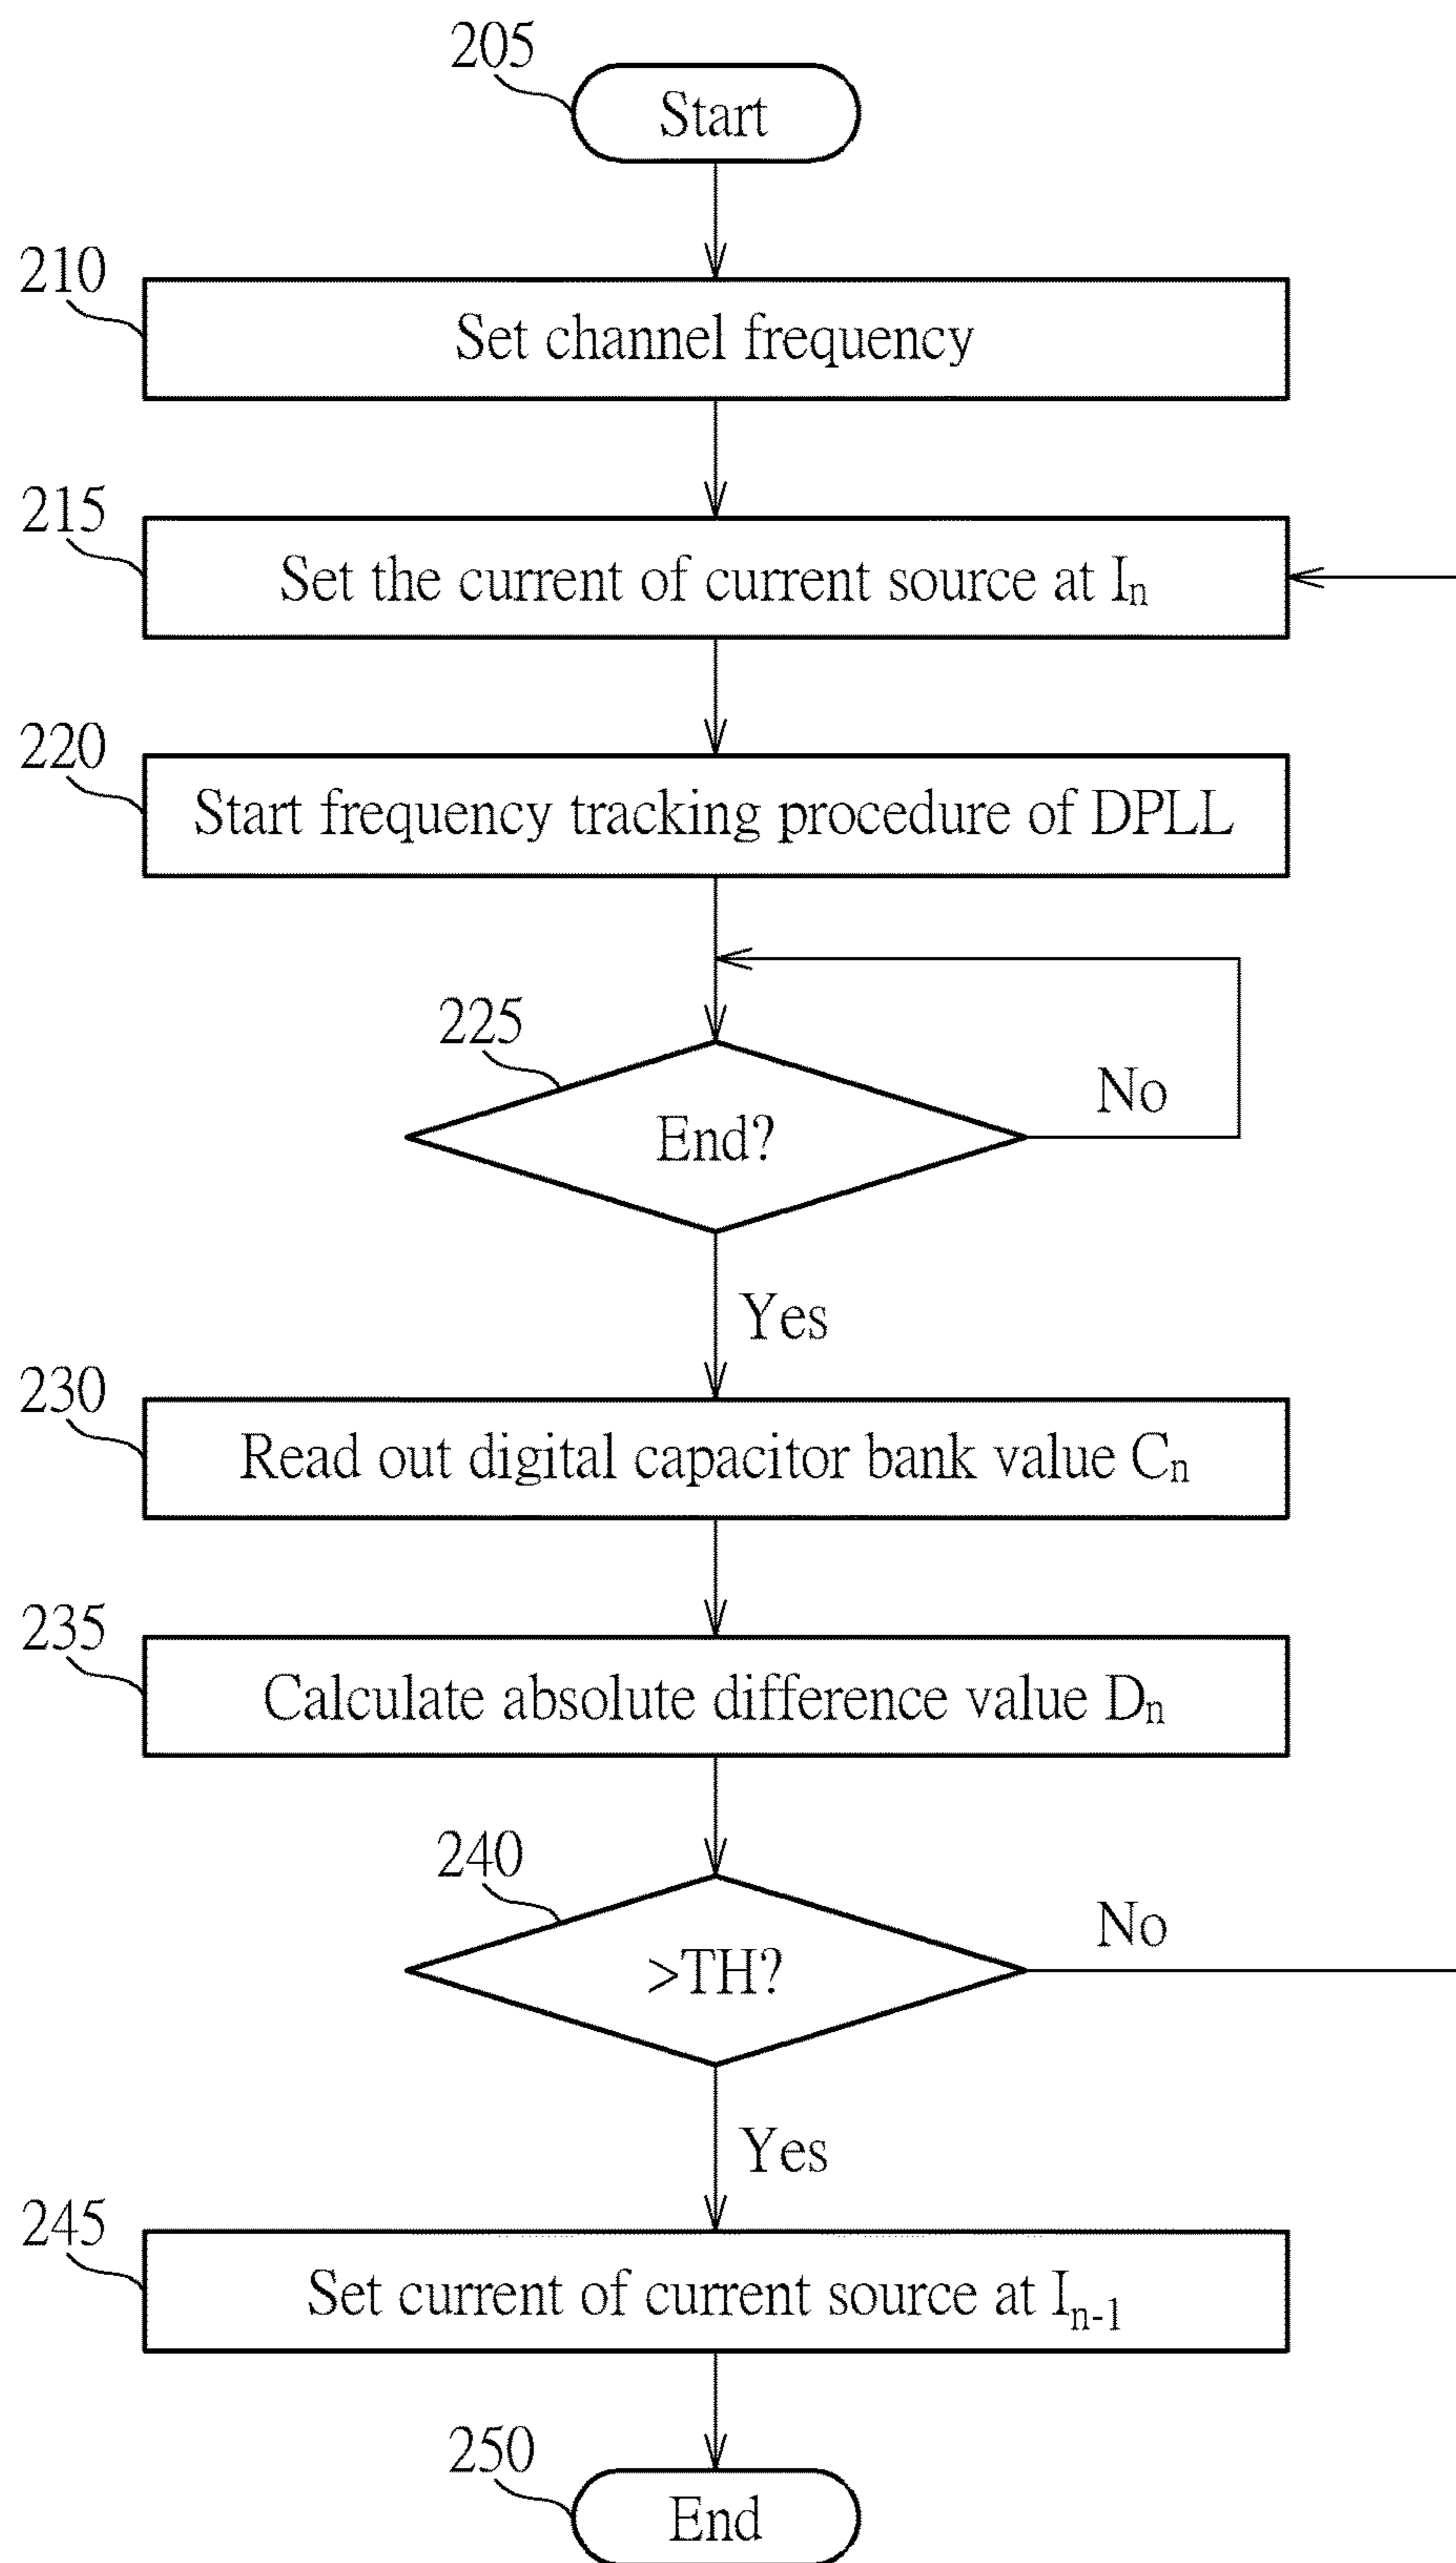 205
Start
210
Set channel frequency
215
Set the current of current source at Iₙ
220
Start frequency tracking procedure of DPLL
225
End?
No
Yes
230
Read out digital capacitor bank value Cₙ
235
Calculate absolute difference value Dₙ
240
>TH?
No
Yes
245
Set current of current source at Iₙ₋₁
250
End